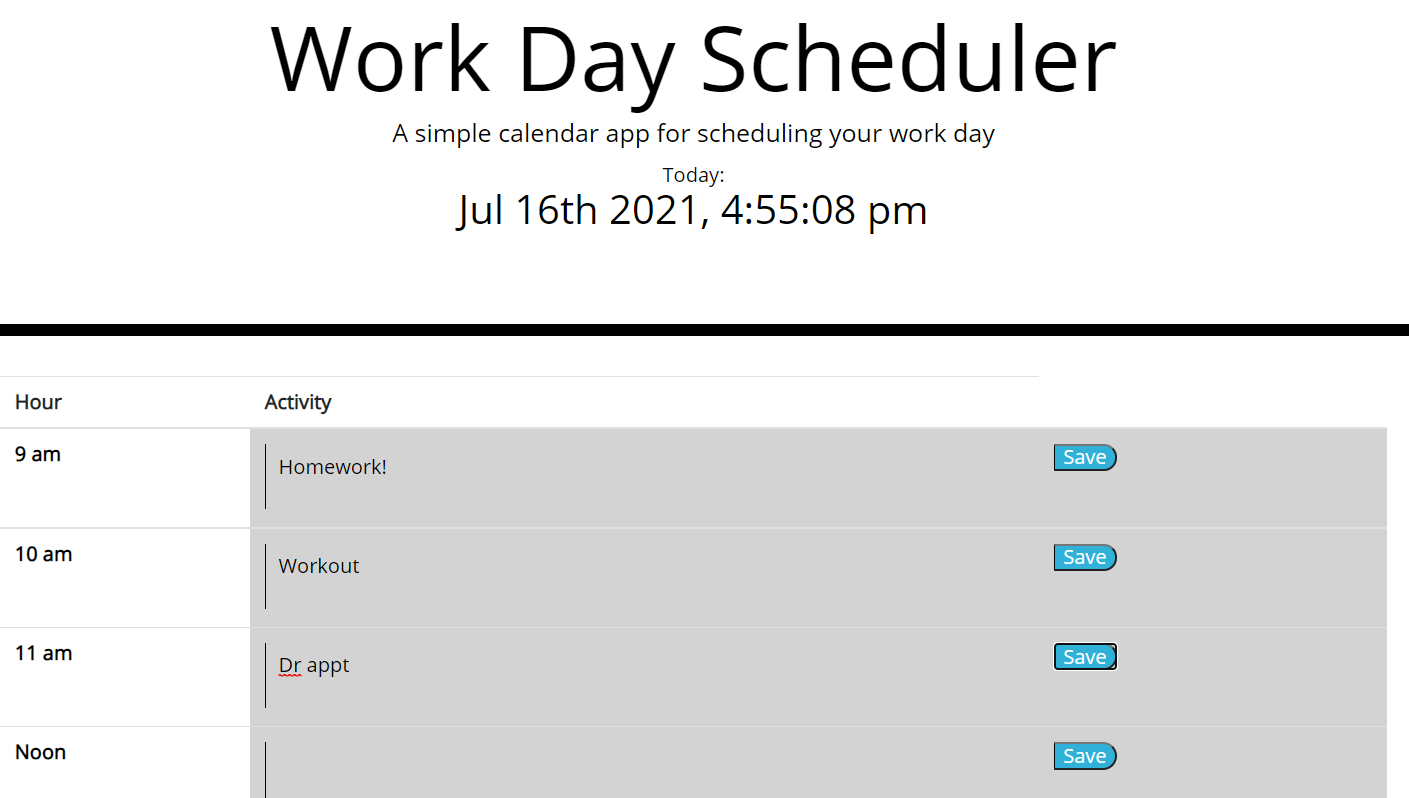 Work Day Scheduler
A simple calendar app for scheduling your work day
Today:
Jul 16th 2021, 4:55:08 pm
Hour Activity
9 am Homework! Save
10 am Workout Save
11 am Dr appt Save
Noon Save